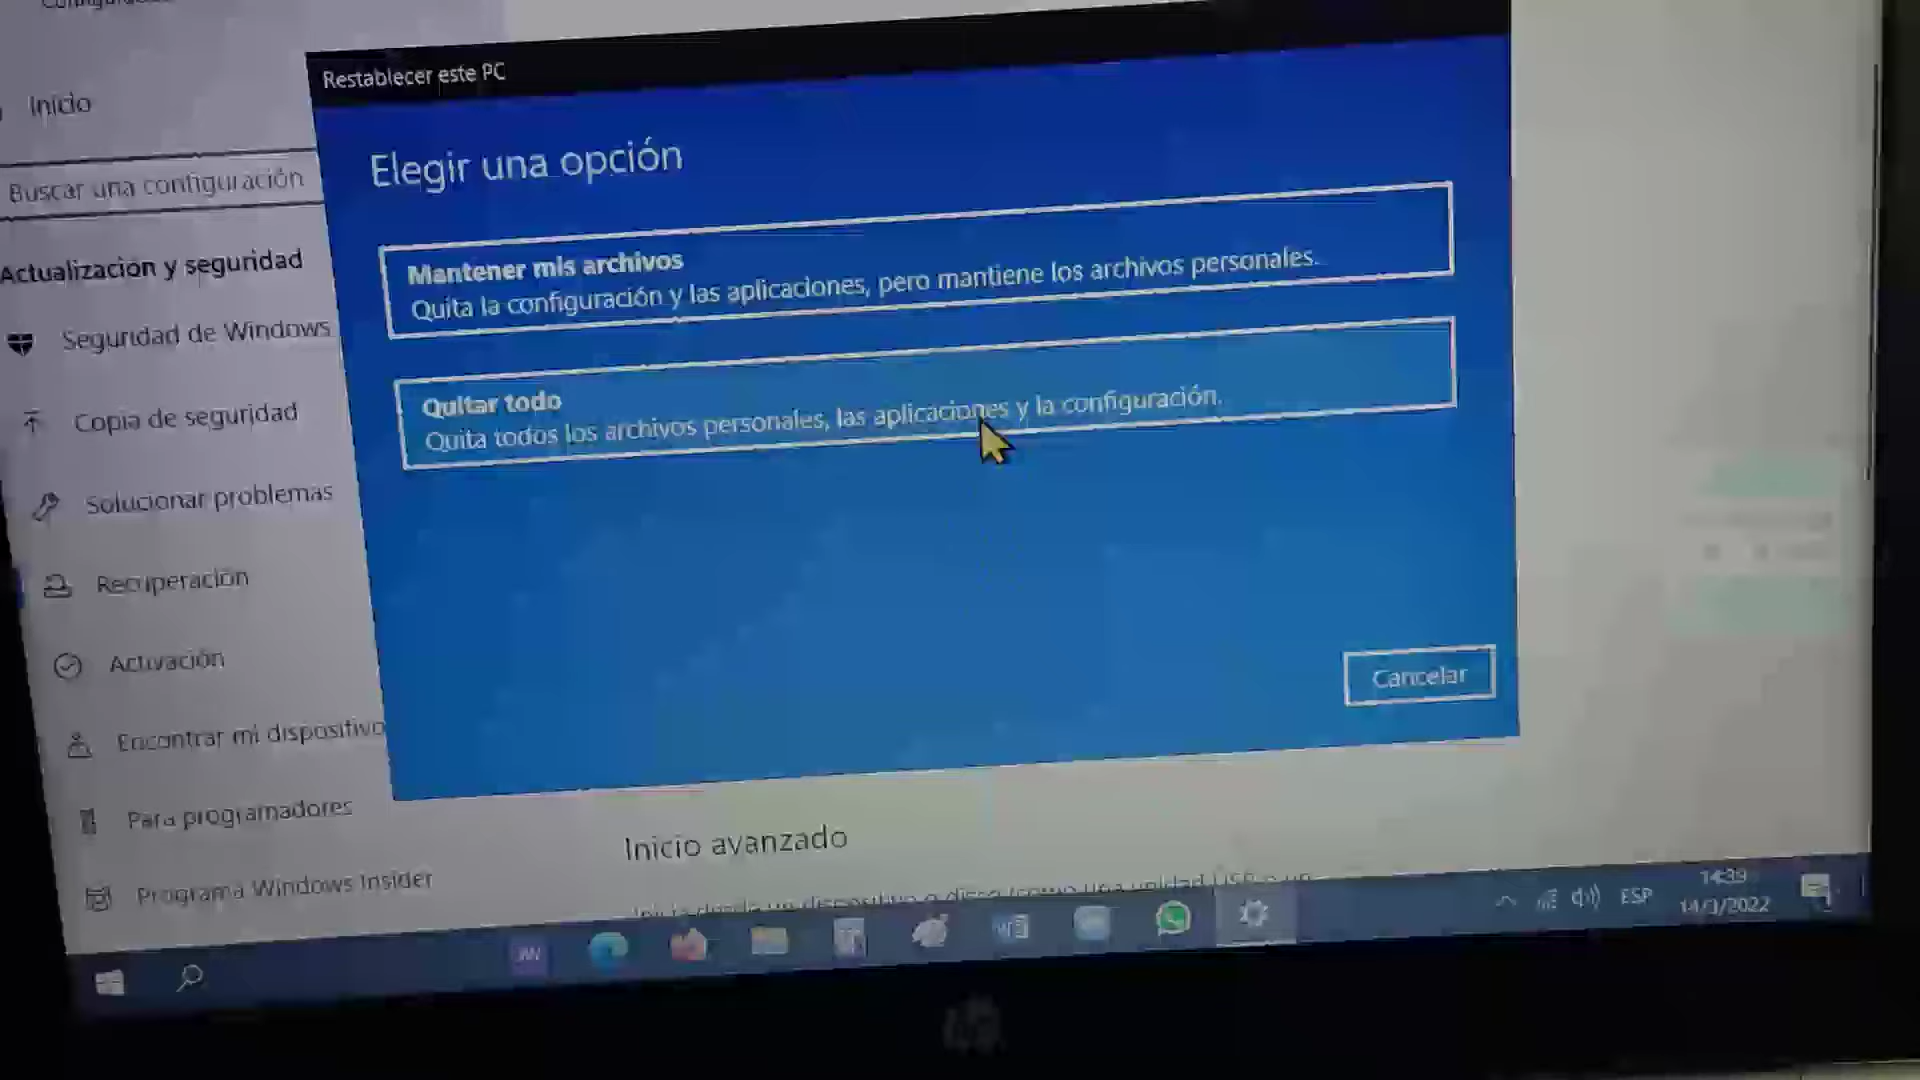 Restablecer este PC
Elegir una opción
Mantener mis archivos
Quita la configuración y las aplicaciones, pero mantiene los archivos personales.
Quitar todo
Quita todos los archivos personales, las aplicaciones y la configuración.
Cancelar
Inicio
Buscar una configuración
Actualización y seguridad
Seguridad de Windows
Copia de seguridad
Solucionar problemas
Recuperación
Activación
Encontrar mi dispositivo
Para programadores
Programa Windows Insider
Inicio avanzado
ESP
14:39
14/3/2022